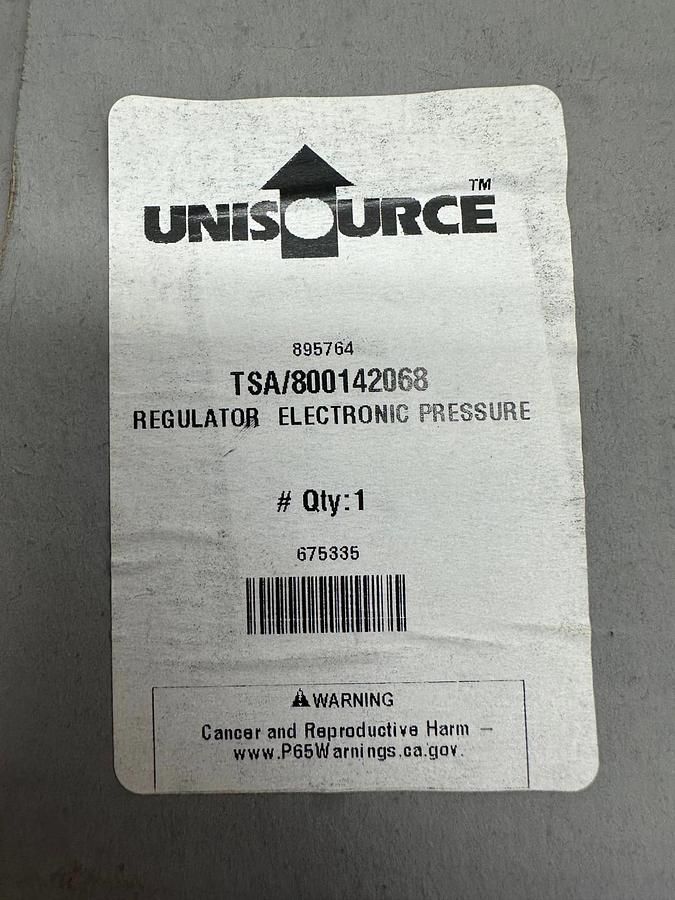 UNISOURCE™
895764
TSA/800142068
REGULATOR ELECTRONIC PRESSURE
# Qty:1
675335
⚠WARNING
Cancer and Reproductive Harm –
www.P65Warnings.ca.gov.